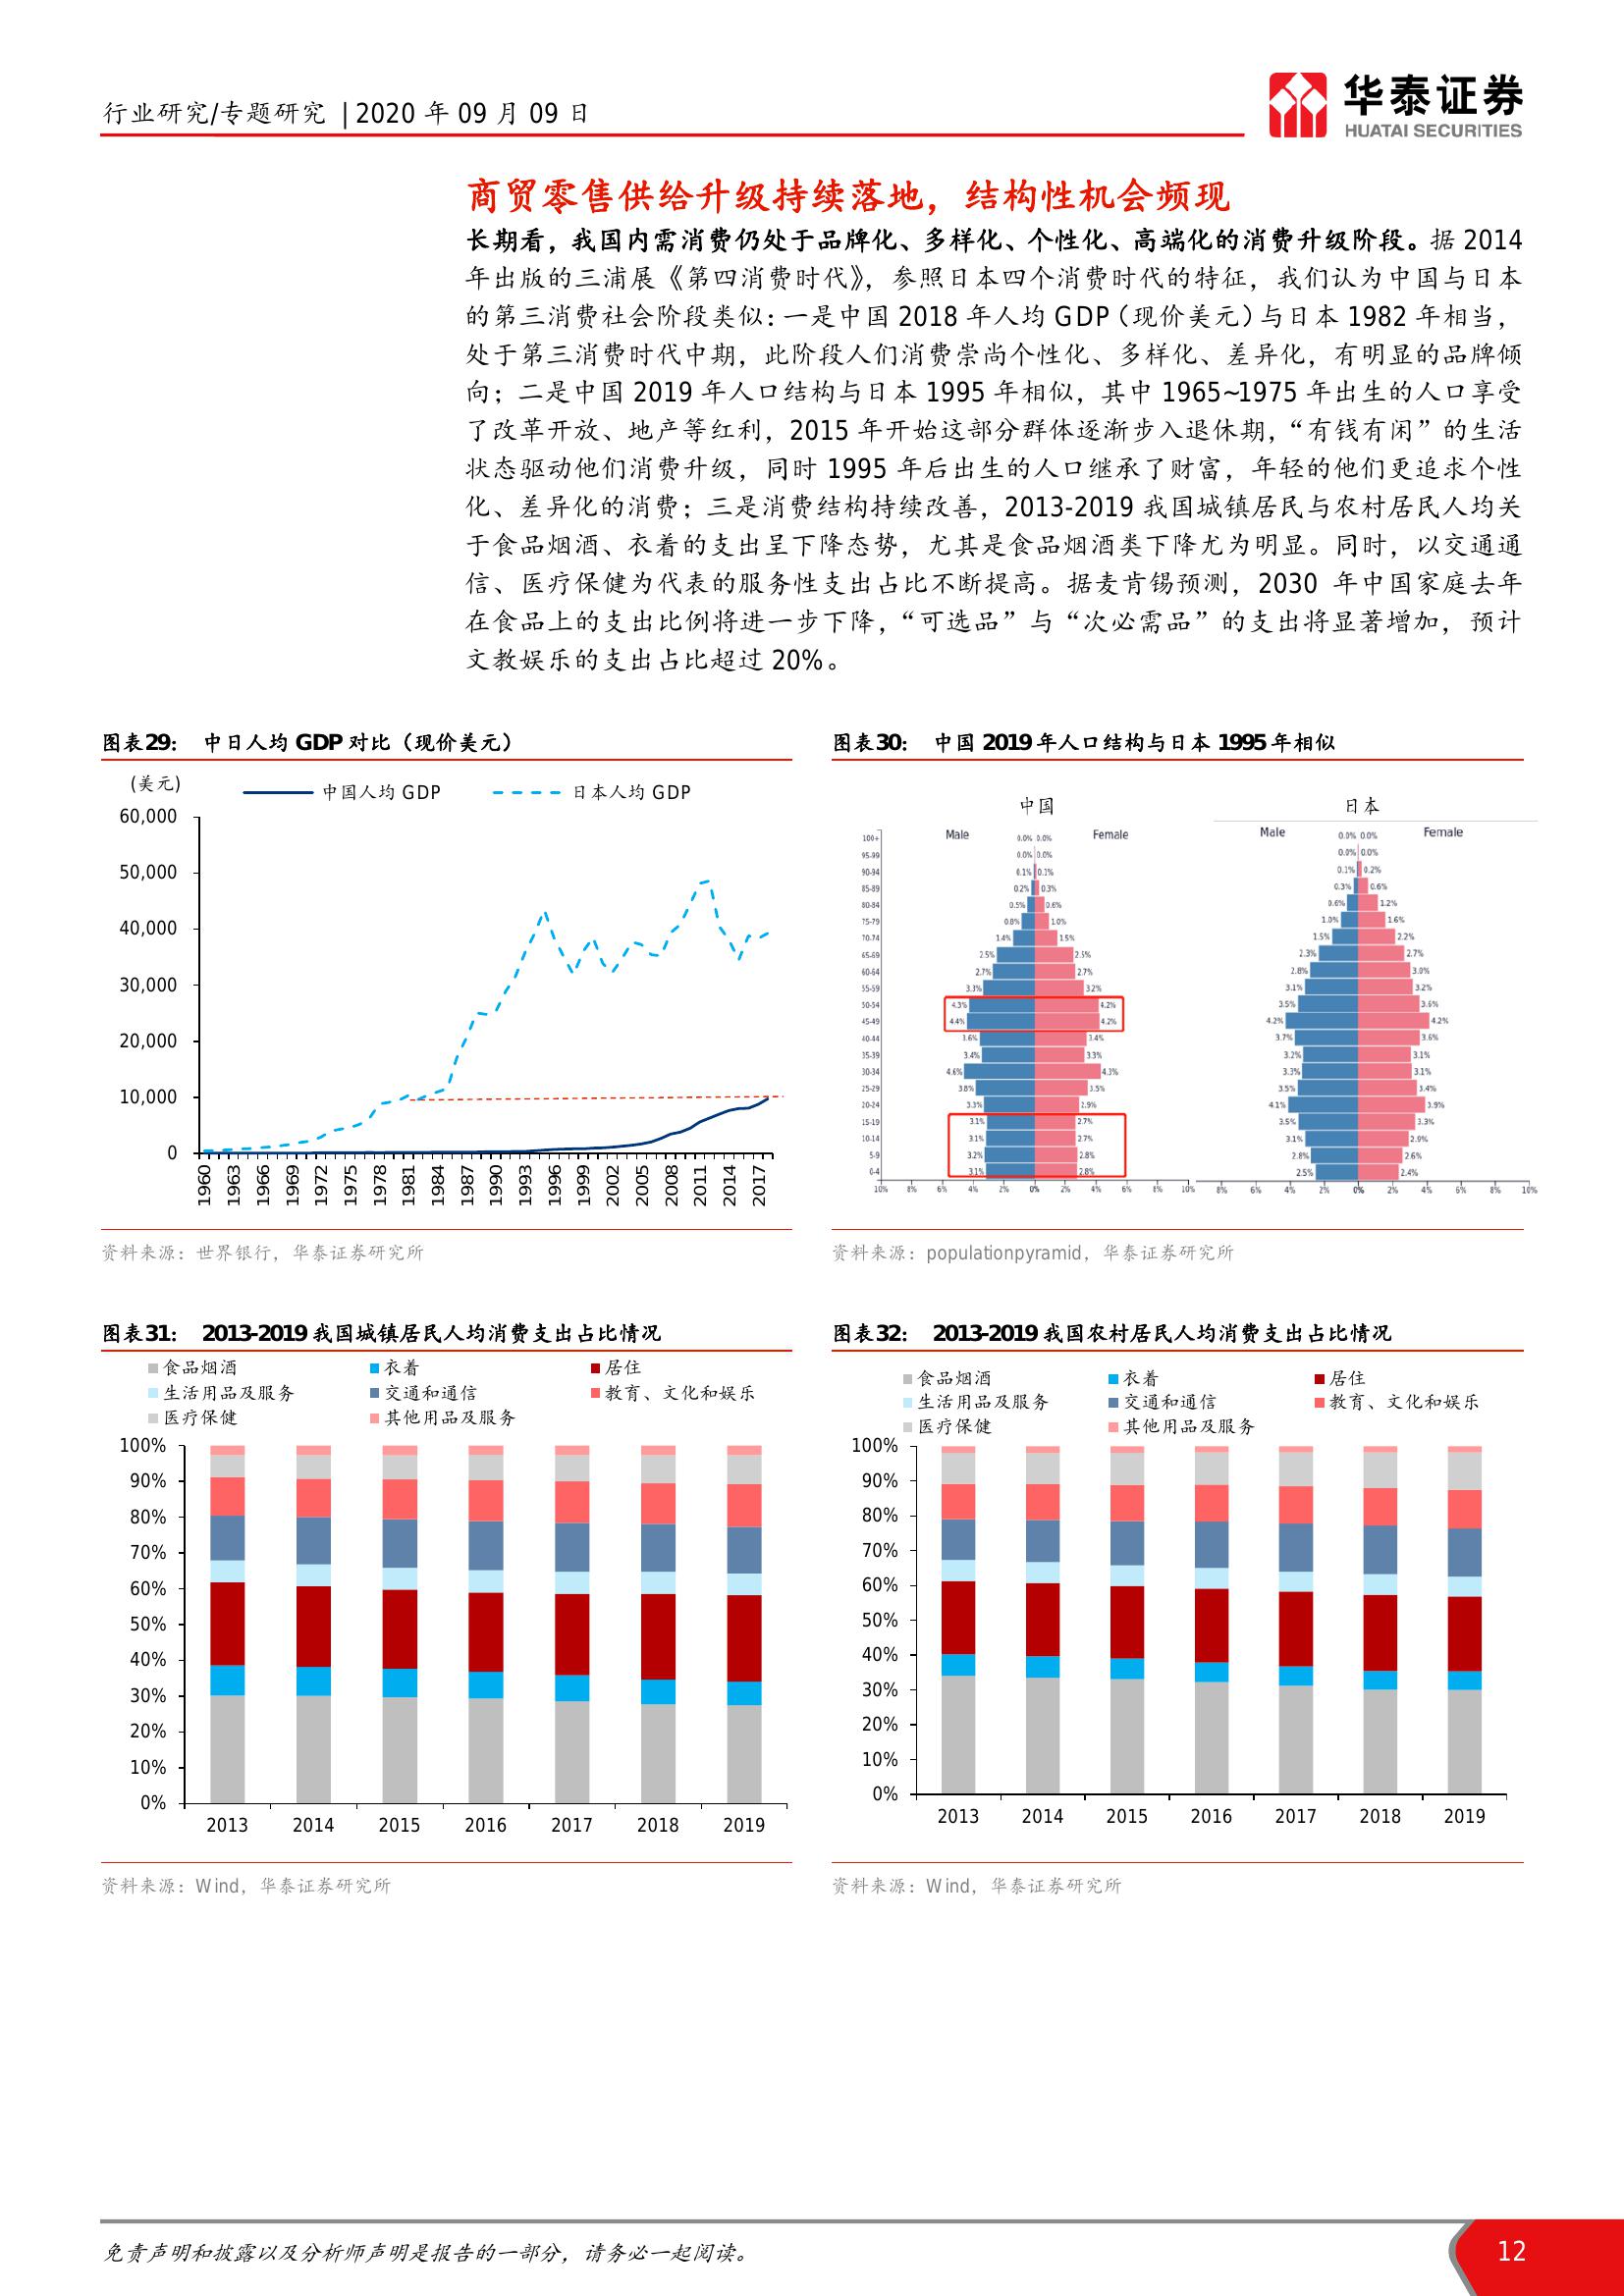 行业研究/专题研究 | 2020 年 09 月 09 日
华泰证券
HUATAI SECURITIES
商贸零售供给升级持续落地，结构性机会频现
长期看，我国内需消费仍处于品牌化、多样化、个性化、高端化的消费升级阶段。据 2014
年出版的三浦展《第四消费时代》，参照日本四个消费时代的特征，我们认为中国与日本
的第三消费社会阶段类似：一是中国 2018 年人均 GDP（现价美元）与日本 1982 年相当，
处于第三消费时代中期，此阶段人们消费崇尚个性化、多样化、差异化，有明显的品牌倾
向；二是中国 2019 年人口结构与日本 1995 年相似，其中 1965~1975 年出生的人口享受
了改革开放、地产等红利，2015 年开始这部分群体逐渐步入退休期，“有钱有闲”的生活
状态驱动他们消费升级，同时 1995 年后出生的人口继承了财富，年轻的他们更追求个性
化、差异化的消费；三是消费结构持续改善，2013-2019 我国城镇居民与农村居民人均关
于食品烟酒、衣着的支出呈下降态势，尤其是食品烟酒类下降尤为明显。同时，以交通通
信、医疗保健为代表的服务性支出占比不断提高。据麦肯锡预测，2030 年中国家庭去年
在食品上的支出比例将进一步下降，“可选品”与“次必需品”的支出将显著增加，预计
文教娱乐的支出占比超过 20%。
图表29： 中日人均 GDP 对比（现价美元）
(美元)
中国人均 GDP 日本人均 GDP
60,000
50,000
40,000
30,000
20,000
10,000
0
1960 1963 1966 1969 1972 1975 1978 1981 1984 1987 1990 1993 1996 1999 2002 2005 2008 2011 2014 2017
资料来源：世界银行，华泰证券研究所
图表30： 中国 2019 年人口结构与日本 1995 年相似
中国 日本
Male Female Male Female
100+ 0.0% 0.0% 0.0% 0.0%
95-99 0.0% 0.0% 0.0% 0.0%
90-94 0.1% 0.1% 0.1% 0.2%
85-89 0.2% 0.3% 0.3% 0.6%
80-84 0.5% 0.6% 0.6% 1.2%
75-79 0.8% 1.0% 1.0% 1.6%
70-74 1.4% 1.5% 1.5% 2.2%
65-69 2.5% 2.5% 2.3% 2.7%
60-64 2.7% 2.7% 2.8% 3.0%
55-59 3.3% 3.2% 3.1% 3.2%
50-54 4.3% 4.2% 3.5% 3.6%
45-49 4.4% 4.2% 4.2% 4.2%
40-44 3.6% 3.4% 3.7% 3.6%
35-39 3.4% 3.3% 3.2% 3.1%
30-34 4.6% 4.3% 3.3% 3.1%
25-29 3.8% 3.5% 3.5% 3.4%
20-24 3.3% 2.9% 4.1% 3.9%
15-19 3.1% 2.7% 3.5% 3.3%
10-14 3.1% 2.7% 3.1% 2.9%
5-9 3.2% 2.8% 2.8% 2.6%
0-4 3.1% 2.8% 2.5% 2.4%
10% 8% 6% 4% 2% 0% 2% 4% 6% 8% 10% 8% 6% 4% 2% 0% 2% 4% 6% 8% 10%
资料来源：populationpyramid，华泰证券研究所
图表31： 2013-2019 我国城镇居民人均消费支出占比情况
食品烟酒 衣着 居住
生活用品及服务 交通和通信 教育、文化和娱乐
医疗保健 其他用品及服务
100%
90%
80%
70%
60%
50%
40%
30%
20%
10%
0%
2013 2014 2015 2016 2017 2018 2019
资料来源：Wind，华泰证券研究所
图表32： 2013-2019 我国农村居民人均消费支出占比情况
食品烟酒 衣着 居住
生活用品及服务 交通和通信 教育、文化和娱乐
医疗保健 其他用品及服务
100%
90%
80%
70%
60%
50%
40%
30%
20%
10%
0%
2013 2014 2015 2016 2017 2018 2019
资料来源：Wind，华泰证券研究所
免责声明和披露以及分析师声明是报告的一部分，请务必一起阅读。
12